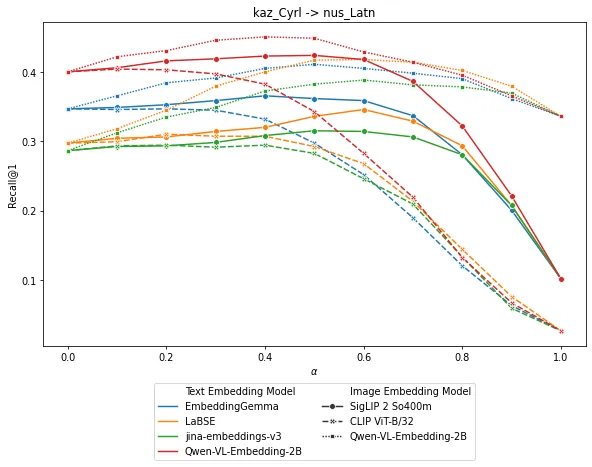 kaz_Cyrl -> nus_Latn
Recall@1
0.4
0.3
0.2
0.1
0.0
0.2
0.4
0.6
0.8
1.0
α
Text Embedding Model
EmbeddingGemma
LaBSE
jina-embeddings-v3
Qwen-VL-Embedding-2B
Image Embedding Model
SigLIP 2 So400m
CLIP ViT-B/32
Qwen-VL-Embedding-2B